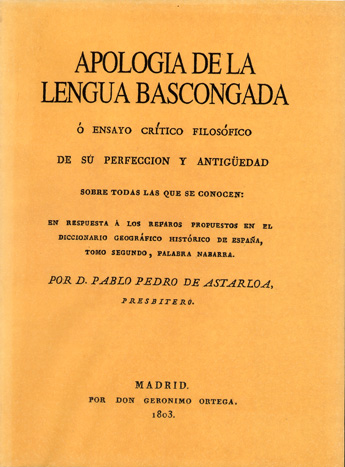 APOLOGIA DE LA
LENGUA BASCONGADA
Ó ENSAYO CRÍTICO FILOSÓFICO
DE SU PERFECCION Y ANTIGÜEDAD
SOBRE TODAS LAS QUE SE CONOCEN:
EN RESPUESTA Á LOS REPAROS PROPUESTOS EN EL
DICCIONARIO GEOGRÁFICO HISTÓRICO DE ESPAÑA,
TOMO SEGUNDO, PALABRA NABARRA.
POR D. PABLO PEDRO DE ASTARLOA,
PRESBITERO.
MADRID.
POR DON GERONIMO ORTEGA.
1803.